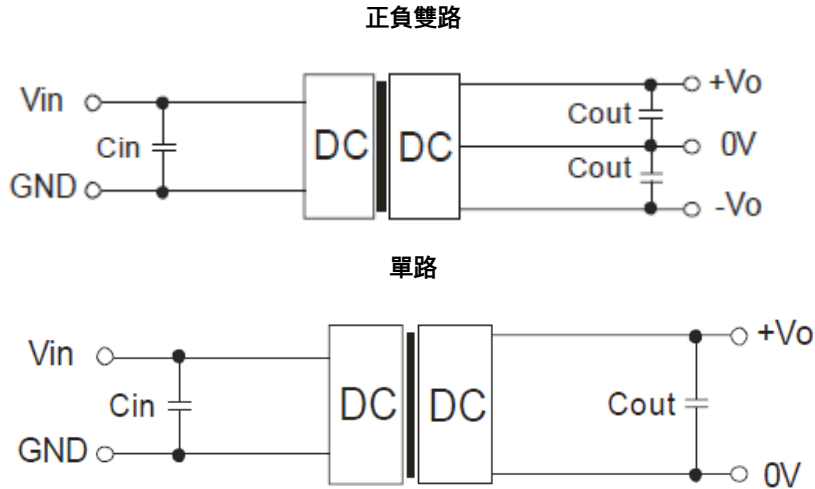 正負雙路
Vin
+Vo
Cout
Cin
DC
DC
0V
Cout
GND
-Vo
單路
Vin
+Vo
Cin
DC
DC
Cout
GND
0V